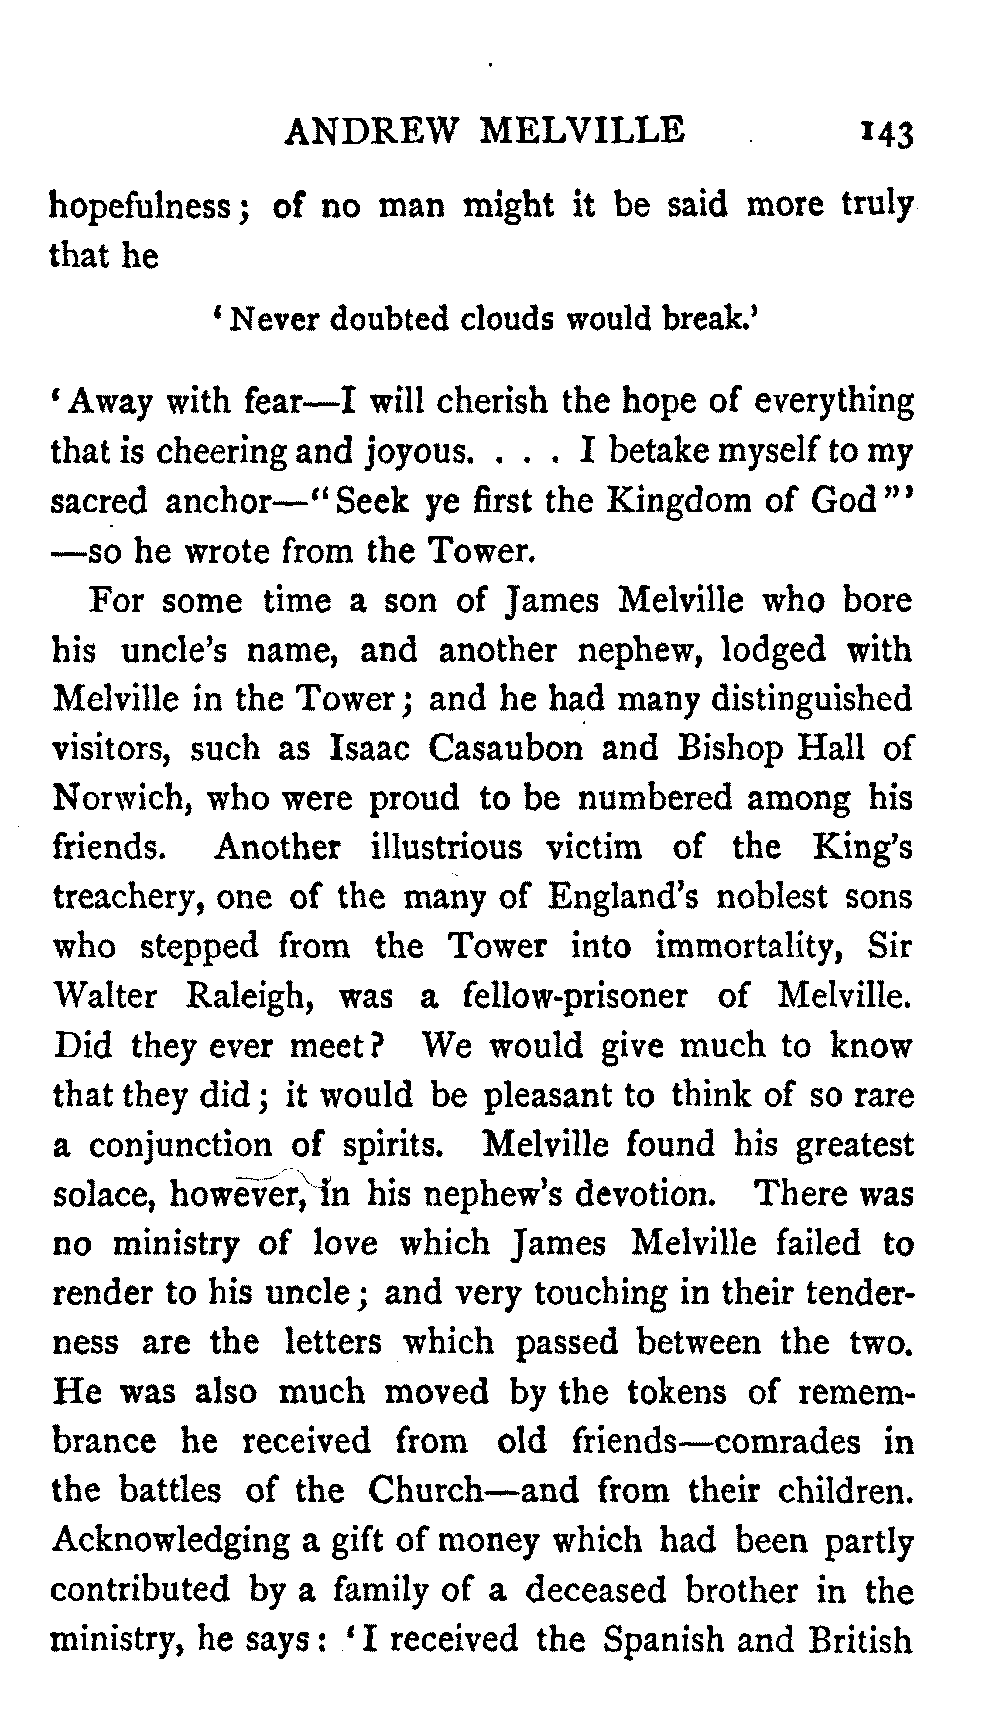 ANDREW MELVILLE 143
hopefulness; of no man might it be said more truly
that he
‘Never doubted clouds would break.’
‘Away with fear—I will cherish the hope of everything
that is cheering and joyous. . . . I betake myself to my
sacred anchor—“Seek ye first the Kingdom of God”’
—so he wrote from the Tower.
For some time a son of James Melville who bore
his uncle’s name, and another nephew, lodged with
Melville in the Tower; and he had many distinguished
visitors, such as Isaac Casaubon and Bishop Hall of
Norwich, who were proud to be numbered among his
friends. Another illustrious victim of the King’s
treachery, one of the many of England’s noblest sons
who stepped from the Tower into immortality, Sir
Walter Raleigh, was a fellow-prisoner of Melville.
Did they ever meet? We would give much to know
that they did; it would be pleasant to think of so rare
a conjunction of spirits. Melville found his greatest
solace, however, in his nephew’s devotion. There was
no ministry of love which James Melville failed to
render to his uncle; and very touching in their tender-
ness are the letters which passed between the two.
He was also much moved by the tokens of remem-
brance he received from old friends—comrades in
the battles of the Church—and from their children.
Acknowledging a gift of money which had been partly
contributed by a family of a deceased brother in the
ministry, he says: ‘I received the Spanish and British